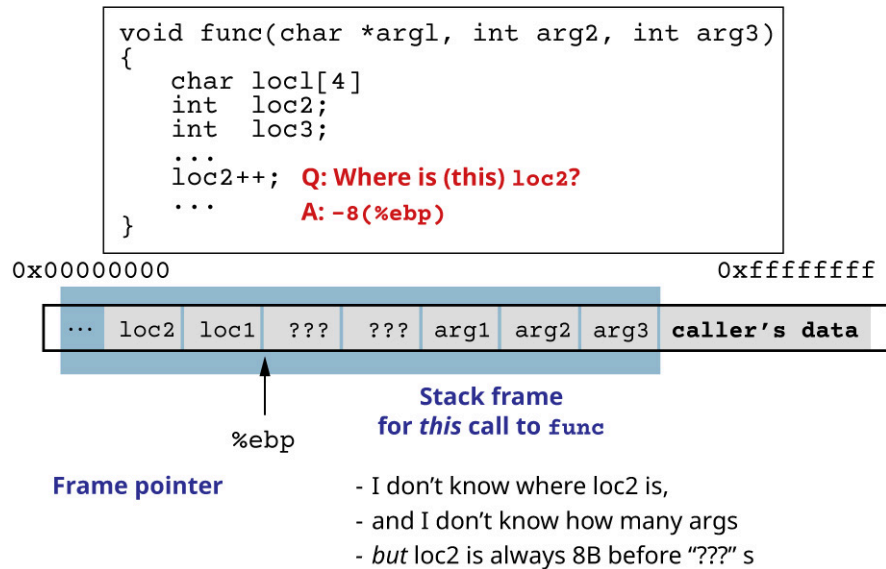 void func(char *argl, int arg2, int arg3)
{
char locl[4]
int loc2;
int loc3;
...
loc2++; Q: Where is (this) loc2?
... A: -8(%ebp)
}
0x00000000 0xffffffff
... loc2 loc1 ??? ??? arg1 arg2 arg3 caller's data
%ebp
Stack frame
for this call to func
Frame pointer
- I don't know where loc2 is,
- and I don't know how many args
- but loc2 is always 8B before "???" s